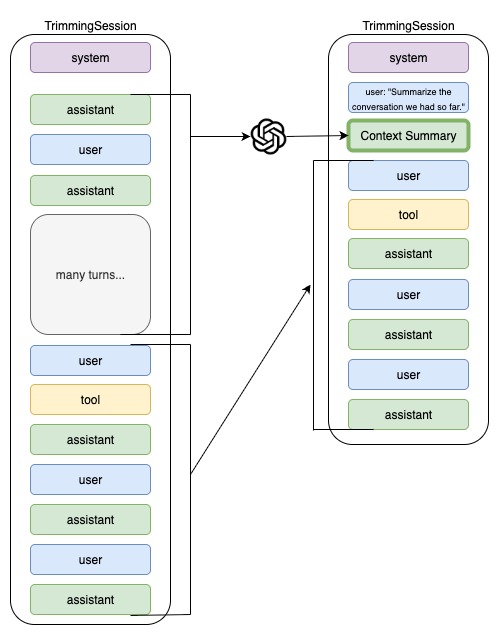 TrimmingSession
system
assistant
user
assistant
many turns...
user
tool
assistant
user
assistant
user
assistant
TrimmingSession
system
user: "Summarize the
conversation we had so far."
Context Summary
user
tool
assistant
user
assistant
user
assistant